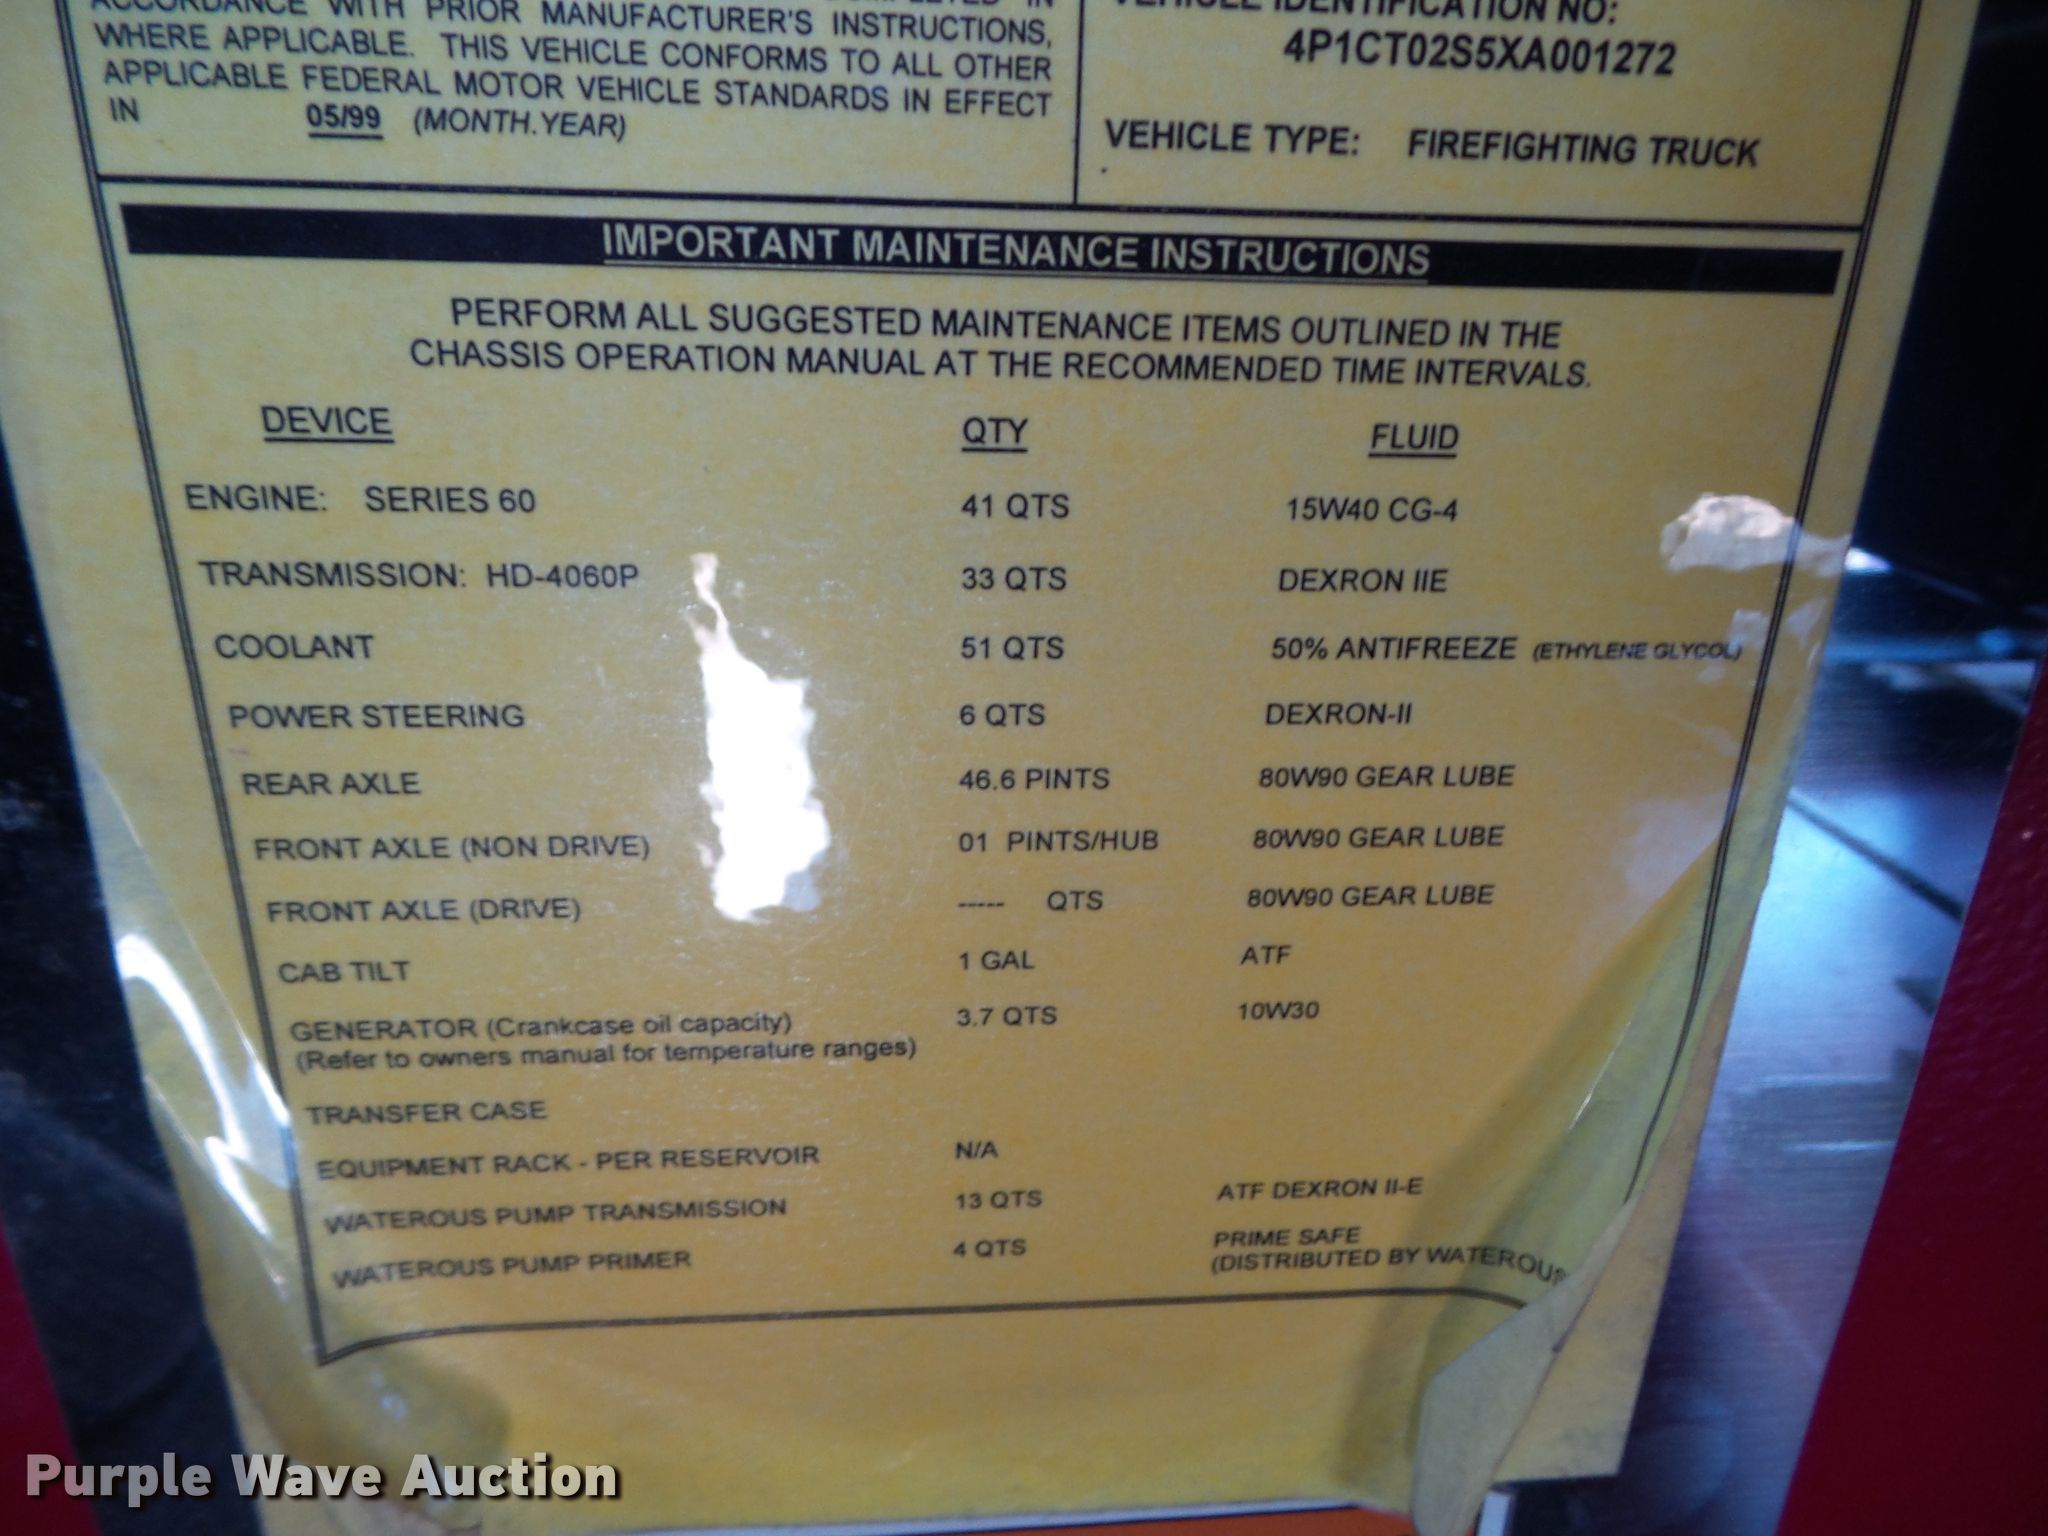 ACCORDANCE WITH PRIOR MANUFACTURER'S INSTRUCTIONS,
WHERE APPLICABLE. THIS VEHICLE CONFORMS TO ALL OTHER
APPLICABLE FEDERAL MOTOR VEHICLE STANDARDS IN EFFECT
IN 05/99 (MONTH.YEAR)
VEHICLE IDENTIFICATION NO:
4P1CT02S5XA001272
VEHICLE TYPE: FIREFIGHTING TRUCK
IMPORTANT MAINTENANCE INSTRUCTIONS
PERFORM ALL SUGGESTED MAINTENANCE ITEMS OUTLINED IN THE
CHASSIS OPERATION MANUAL AT THE RECOMMENDED TIME INTERVALS.
DEVICE QTY FLUID
ENGINE: SERIES 60 41 QTS 15W40 CG-4
TRANSMISSION: HD-4060P 33 QTS DEXRON IIE
COOLANT 51 QTS 50% ANTIFREEZE (ETHYLENE GLYCOL)
POWER STEERING 6 QTS DEXRON-II
REAR AXLE 46.6 PINTS 80W90 GEAR LUBE
FRONT AXLE (NON DRIVE) 01 PINTS/HUB 80W90 GEAR LUBE
FRONT AXLE (DRIVE) ----- QTS 80W90 GEAR LUBE
CAB TILT 1 GAL ATF
GENERATOR (Crankcase oil capacity) 3.7 QTS 10W30
(Refer to owners manual for temperature ranges)
TRANSFER CASE
EQUIPMENT RACK - PER RESERVOIR N/A
WATEROUS PUMP TRANSMISSION 13 QTS ATF DEXRON II-E
WATEROUS PUMP PRIMER 4 QTS PRIME SAFE
(DISTRIBUTED BY WATEROUS
Purple Wave Auction